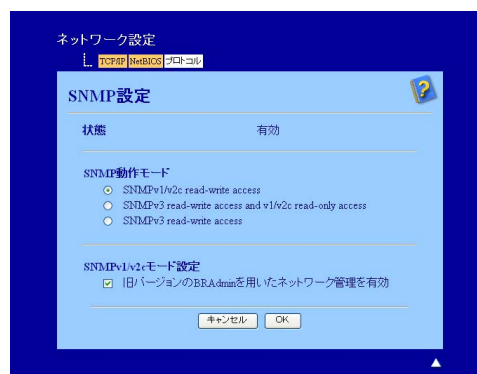 ネットワーク設定
TCP/IP NetBIOS プロトコル
SNMP設定
状態 有効
SNMP動作モード
SNMPv1/v2c read-write access
SNMPv3 read-write access and v1/v2c read-only access
SNMPv3 read-write access
SNMPv1/v2cモード設定
旧バージョンのBRAdminを用いたネットワーク管理を有効
キャンセル OK